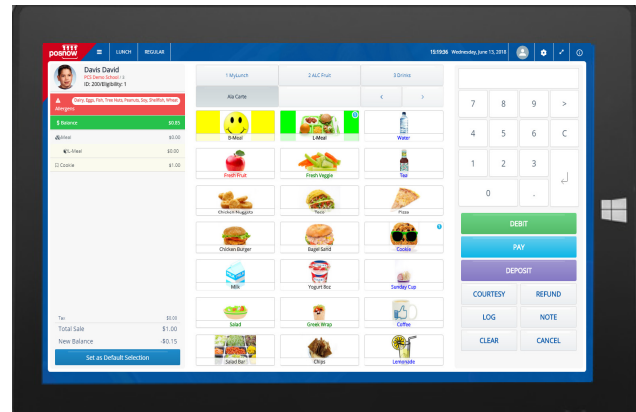 posnow
LUNCH
REGULAR
15:19:36 Wednesday, June 13, 2018
Davis David
PCS Demo School / 3
ID: 200/Eligibility: 1
Dairy, Eggs, Fish, Tree Nuts, Peanuts, Soy, Shellfish, Wheat
Allergens
$ Balance $0.85
Meal $0.00
L-Meal $0.00
Cookie $1.00
Tax $0.00
Total Sale $1.00
New Balance -$0.15
Set as Default Selection
1 MyLunch
2 ALC Fruit
3 Drinks
Ala Carte
< >
B-Meal
L-Meal
Water
Fresh Fruit
Fresh Veggie
Tea
Chicken Nuggets
Taco
Pizza
Chicken Burger
Bagel Sand
Cookie
Milk
Yogurt 8oz
Sunday Cup
Salad
Greek Wrap
Coffee
Salad Bar
Chips
Lemonade
7 8 9 >
4 5 6 C
1 2 3
0 .
DEBIT
PAY
DEPOSIT
COURTESY REFUND
LOG NOTE
CLEAR CANCEL